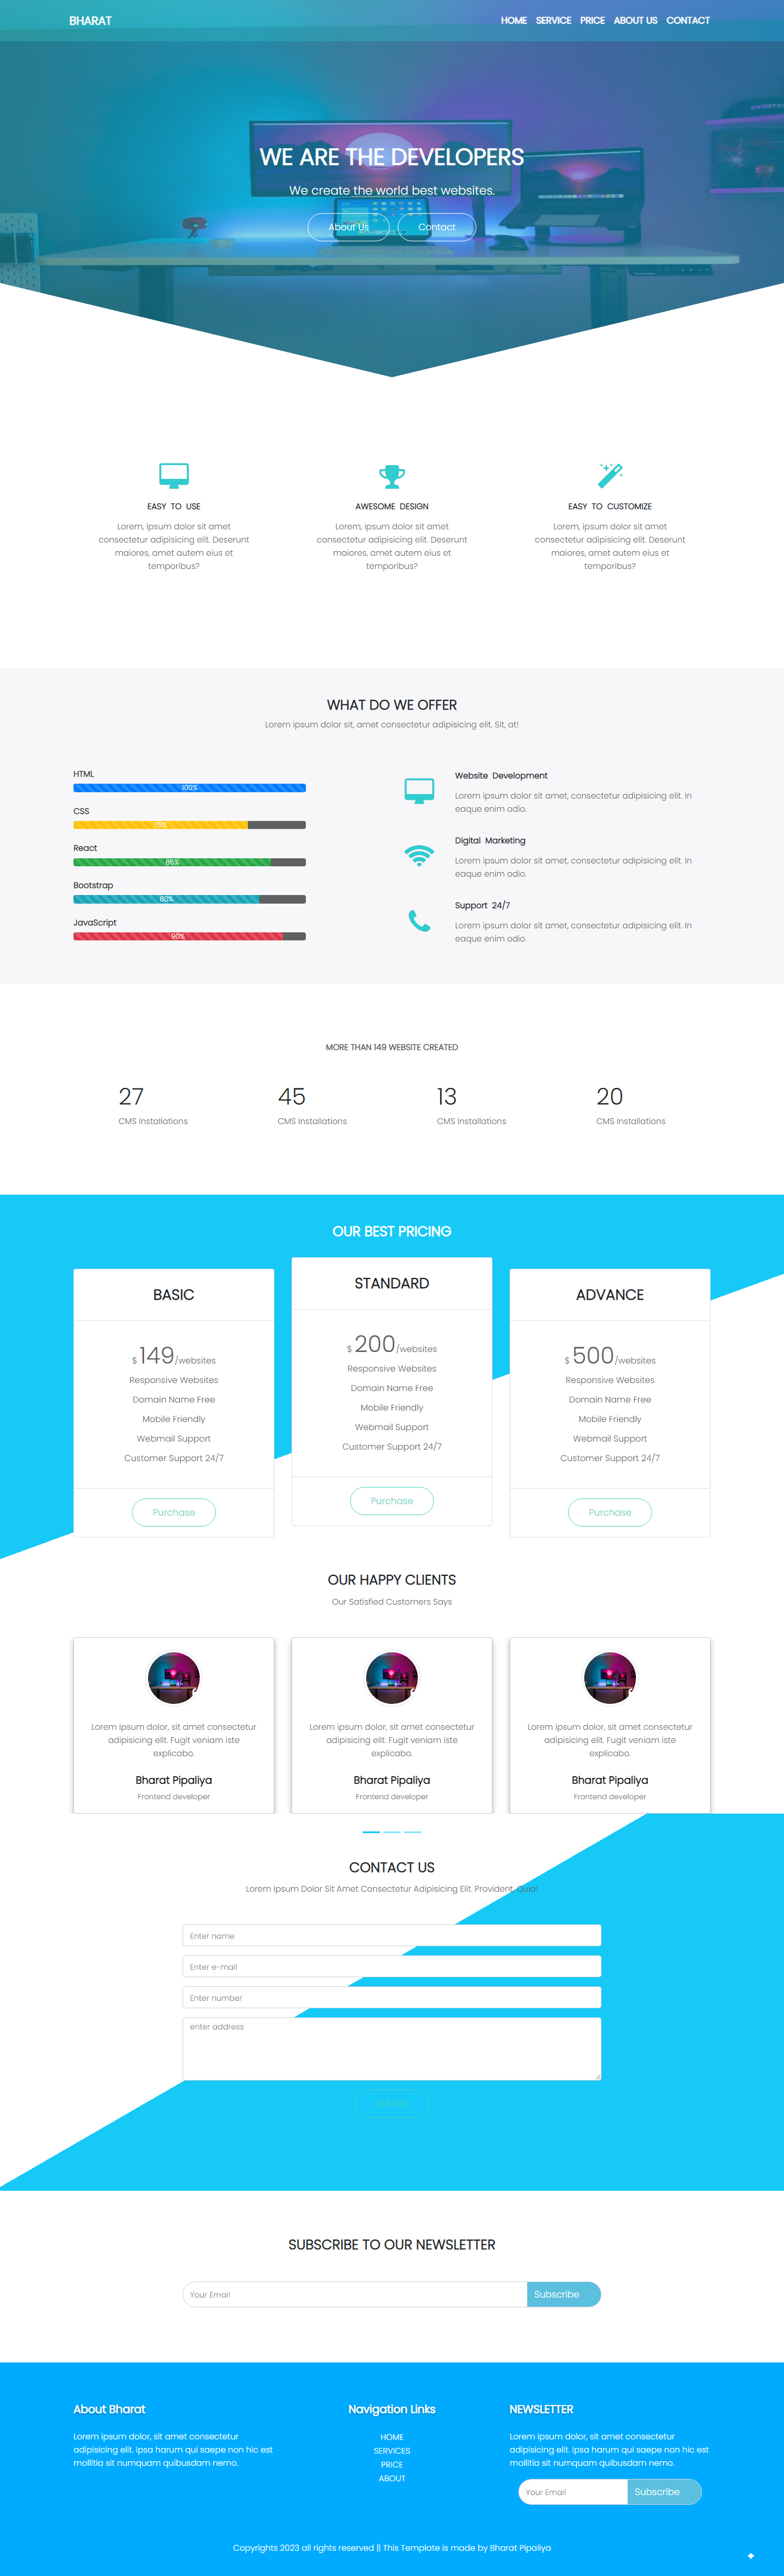 BHARAT
HOME SERVICE PRICE ABOUT US CONTACT
WE ARE THE DEVELOPERS
We create the world best websites.
About Us Contact
EASY TO USE
Lorem, ipsum dolor sit amet
consectetur adipisicing elit. Deserunt
maiores, amet autem eius et
temporibus?
AWESOME DESIGN
Lorem, ipsum dolor sit amet
consectetur adipisicing elit. Deserunt
maiores, amet autem eius et
temporibus?
EASY TO CUSTOMIZE
Lorem, ipsum dolor sit amet
consectetur adipisicing elit. Deserunt
maiores, amet autem eius et
temporibus?
WHAT DO WE OFFER
Lorem ipsum dolor sit, amet consectetur adipisicing elit. Sit, at!
HTML
100%
CSS
75%
React
85%
Bootstrap
80%
JavaScript
90%
Website Development
Lorem ipsum dolor sit amet, consectetur adipisicing elit. In
eaque enim odio.
Digital Marketing
Lorem ipsum dolor sit amet, consectetur adipisicing elit. In
eaque enim odio.
Support 24/7
Lorem ipsum dolor sit amet, consectetur adipisicing elit. In
eaque enim odio.
MORE THAN 149 WEBSITE CREATED
27
CMS Installations
45
CMS Installations
13
CMS Installations
20
CMS Installations
OUR BEST PRICING
BASIC
$ 149/websites
Responsive Websites
Domain Name Free
Mobile Friendly
Webmail Support
Customer Support 24/7
Purchase
STANDARD
$ 200/websites
Responsive Websites
Domain Name Free
Mobile Friendly
Webmail Support
Customer Support 24/7
Purchase
ADVANCE
$ 500/websites
Responsive Websites
Domain Name Free
Mobile Friendly
Webmail Support
Customer Support 24/7
Purchase
OUR HAPPY CLIENTS
Our Satisfied Customers Says
Lorem ipsum dolor, sit amet consectetur
adipisicing elit. Fugit veniam iste
explicabo.
Bharat Pipaliya
Frontend developer
Lorem ipsum dolor, sit amet consectetur
adipisicing elit. Fugit veniam iste
explicabo.
Bharat Pipaliya
Frontend developer
Lorem ipsum dolor, sit amet consectetur
adipisicing elit. Fugit veniam iste
explicabo.
Bharat Pipaliya
Frontend developer
CONTACT US
Lorem Ipsum Dolor Sit Amet Consectetur Adipisicing Elit. Provident, Quia!
Enter name
Enter e-mail
Enter number
enter address
SUBSCRIBE TO OUR NEWSLETTER
Your Email Subscribe
About Bharat
Lorem ipsum dolor, sit amet consectetur
adipisicing elit. Ipsa harum qui saepe non hic est
mollitia sit numquam quibusdam nemo.
Navigation Links
HOME
SERVICES
PRICE
ABOUT
NEWSLETTER
Lorem ipsum dolor, sit amet consectetur
adipisicing elit. Ipsa harum qui saepe non hic est
mollitia sit numquam quibusdam nemo.
Your Email Subscribe
Copyrights 2023 all rights reserved || This Template is made by Bharat Pipaliya